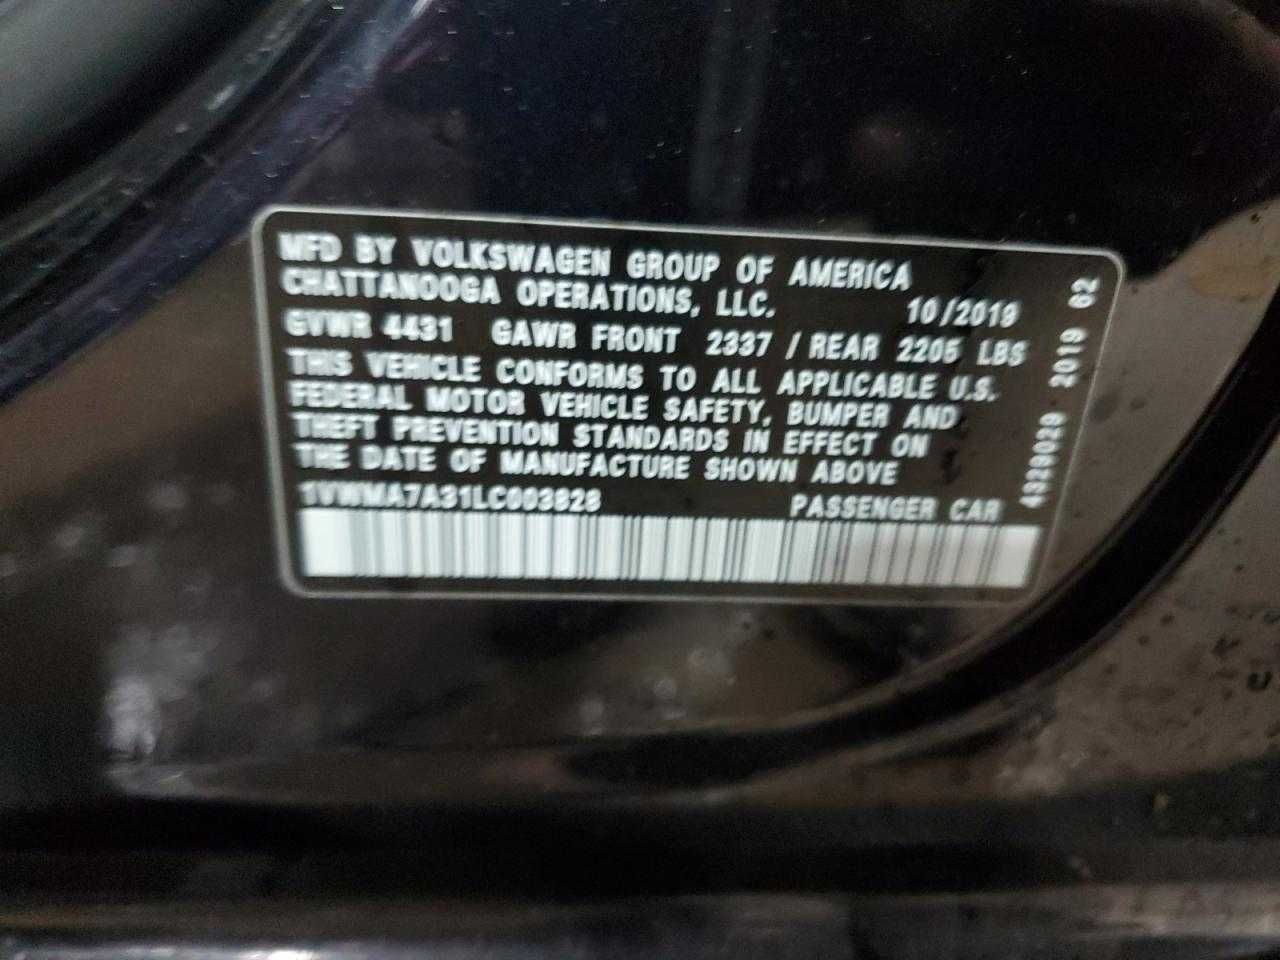 MFD BY VOLKSWAGEN GROUP OF AMERICA
CHATTANOOGA OPERATIONS, LLC. 10/2019
GVWR 4431 GAWR FRONT 2337 / REAR 2205 LBS
THIS VEHICLE CONFORMS TO ALL APPLICABLE U.S.
FEDERAL MOTOR VEHICLE SAFETY, BUMPER AND
THEFT PREVENTION STANDARDS IN EFFECT ON
THE DATE OF MANUFACTURE SHOWN ABOVE
1VWMA7A31LC003828 PASSENGER CAR
2019 62